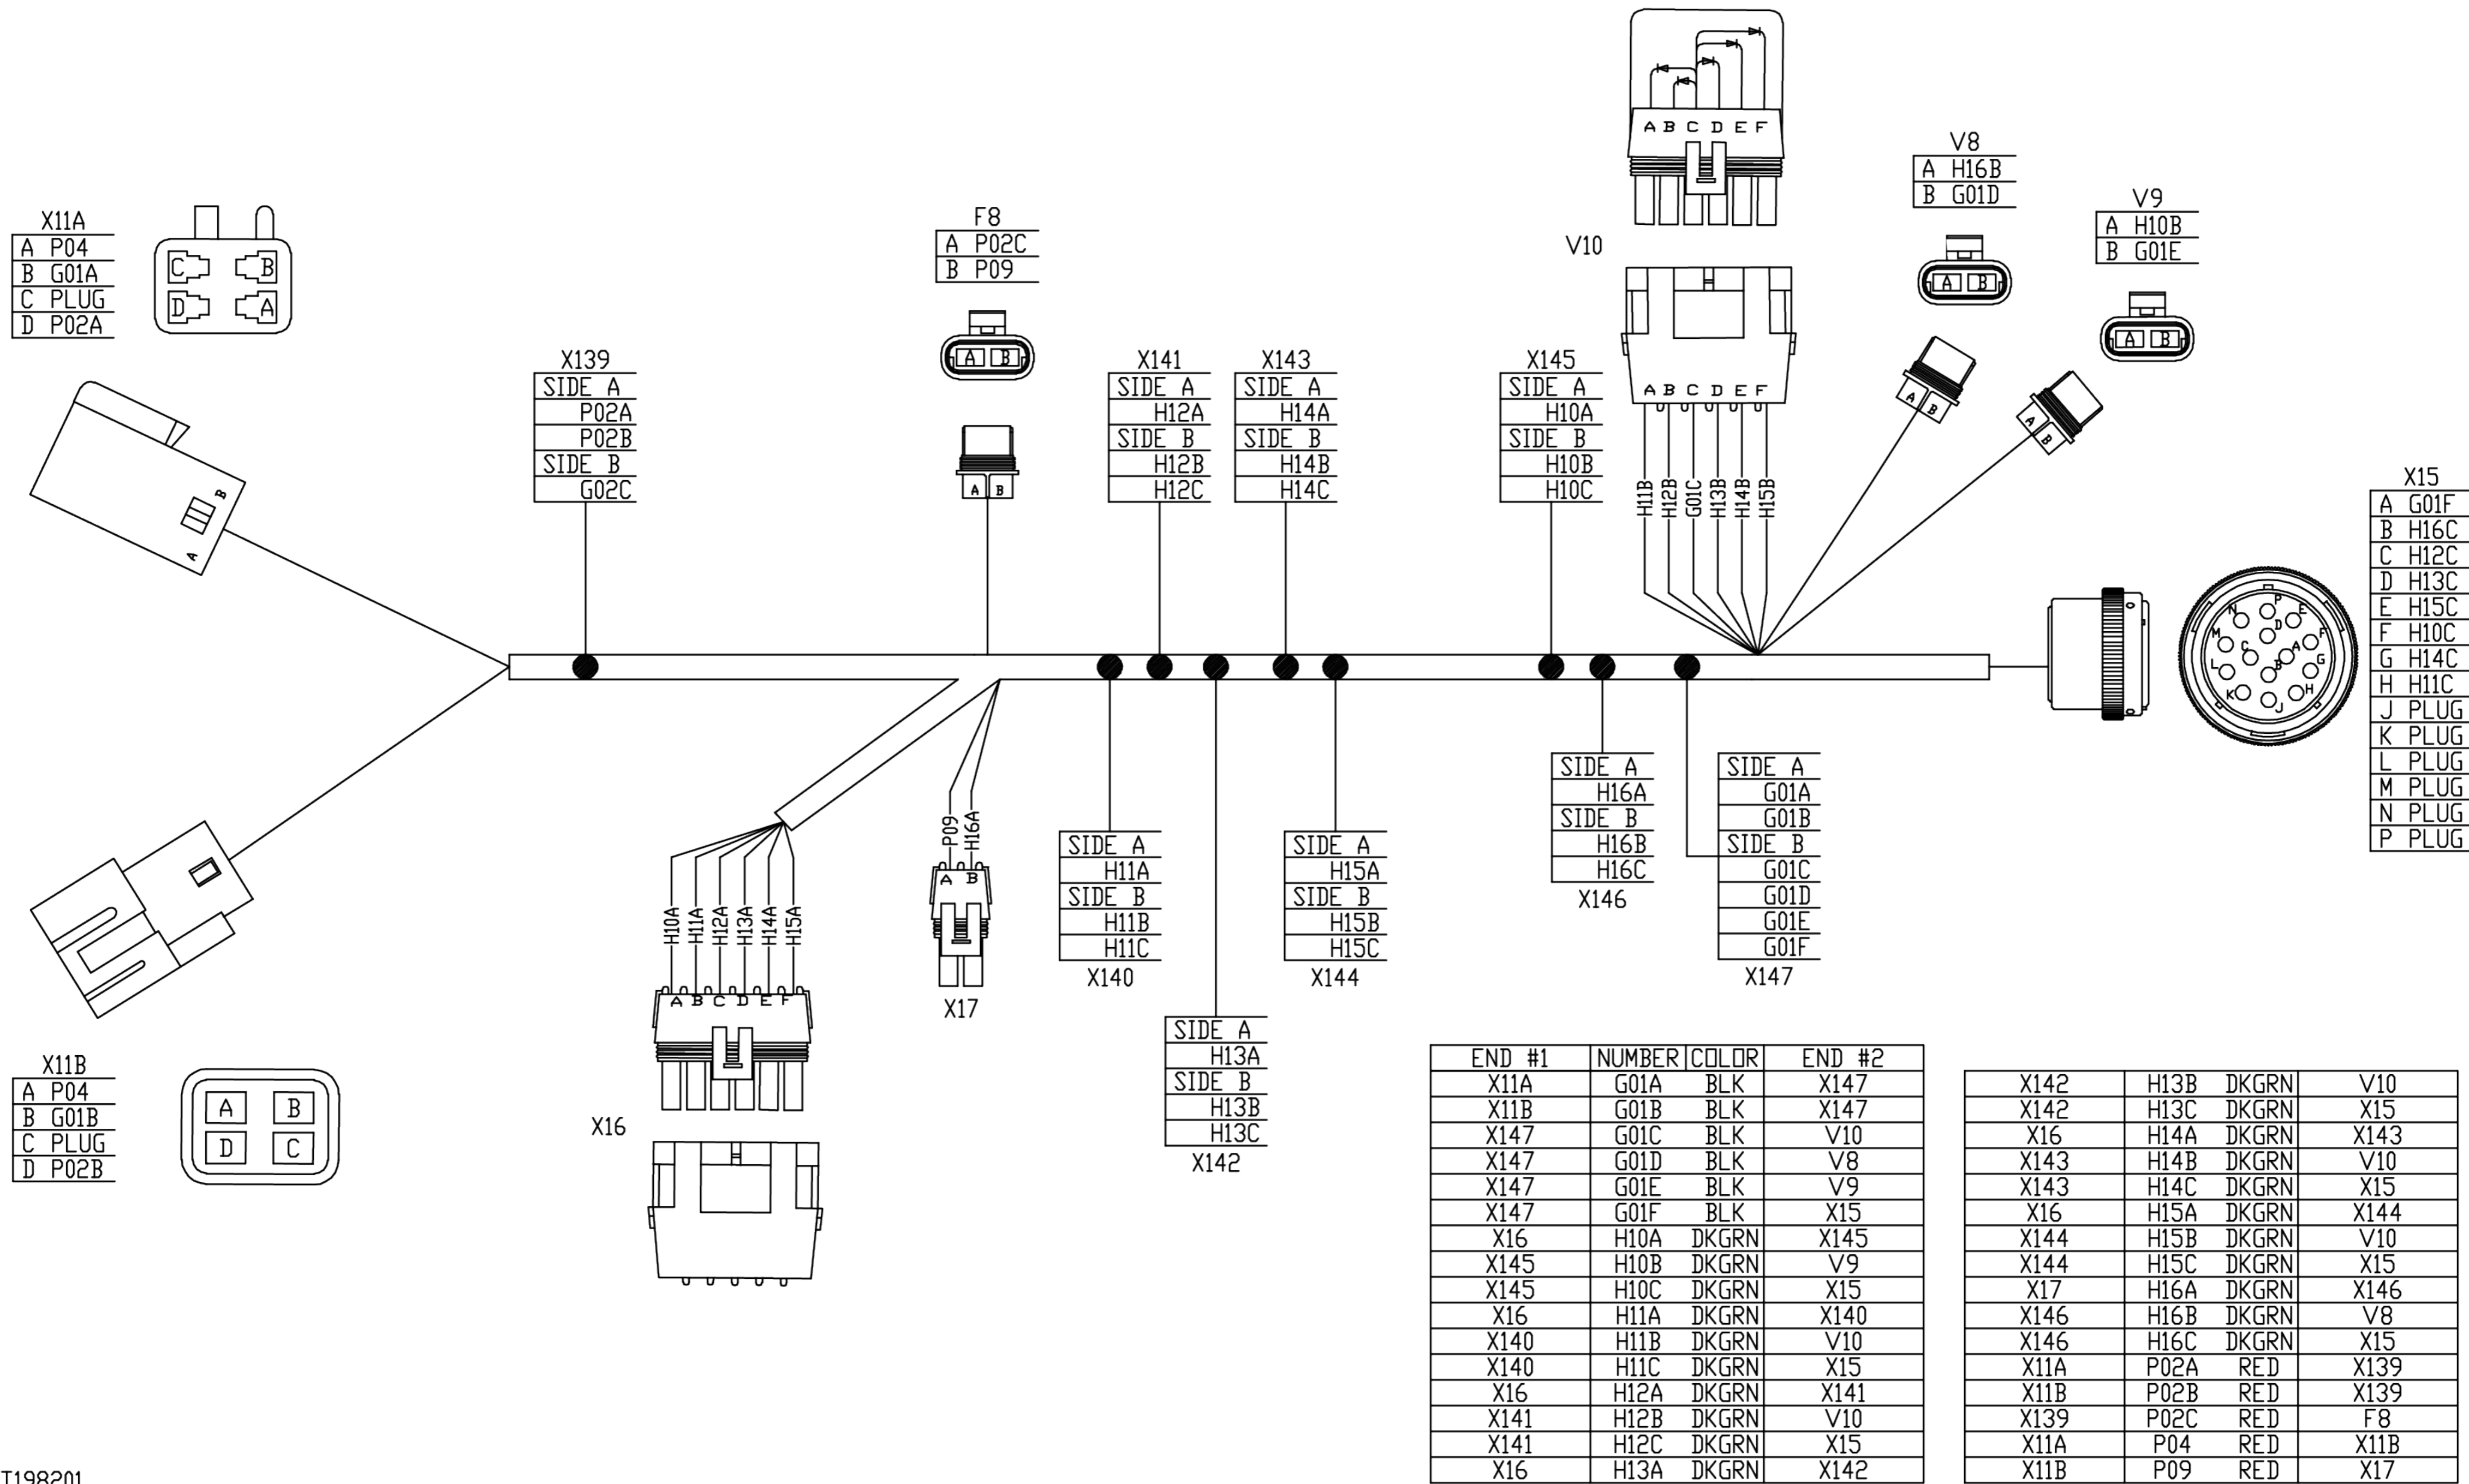 X11A
A P04
B G01A
C PLUG
D P02A
C B
D A
B
A
X11B
A P04
B G01B
C PLUG
D P02B
A B
D C
X139
SIDE A
P02A
P02B
SIDE B
G02C
F8
A P02C
B P09
A B
A B
X141
SIDE A
H12A
SIDE B
H12B
H12C
X143
SIDE A
H14A
SIDE B
H14B
H14C
X145
SIDE A
H10A
SIDE B
H10B
H10C
A B C D E F
V10
A B C D E F
H11B
H12B
G01C
H13B
H14B
H15B
V8
A H16B
B G01D
A B
A B
V9
A H10B
B G01E
A B
A B
X15
A G01F
B H16C
C H12C
D H13C
E H15C
F H10C
G H14C
H H11C
J PLUG
K PLUG
L PLUG
M PLUG
N PLUG
P PLUG
N P E
M C D A F
L B G
K J H
H10A
H11A
H12A
H13A
H14A
H15A
A B C D E F
X16
P09
H16A
A B
X17
SIDE A
H11A
SIDE B
H11B
H11C
X140
SIDE A
H13A
SIDE B
H13B
H13C
X142
SIDE A
H15A
SIDE B
H15B
H15C
X144
SIDE A
H16A
SIDE B
H16B
H16C
X146
SIDE A
G01A
G01B
SIDE B
G01C
G01D
G01E
G01F
X147
END #1 NUMBER COLOR END #2
X11A G01A BLK X147
X11B G01B BLK X147
X147 G01C BLK V10
X147 G01D BLK V8
X147 G01E BLK V9
X147 G01F BLK X15
X16 H10A DKGRN X145
X145 H10B DKGRN V9
X145 H10C DKGRN X15
X16 H11A DKGRN X140
X140 H11B DKGRN V10
X140 H11C DKGRN X15
X16 H12A DKGRN X141
X141 H12B DKGRN V10
X141 H12C DKGRN X15
X16 H13A DKGRN X142
X142 H13B DKGRN V10
X142 H13C DKGRN X15
X16 H14A DKGRN X143
X143 H14B DKGRN V10
X143 H14C DKGRN X15
X16 H15A DKGRN X144
X144 H15B DKGRN V10
X144 H15C DKGRN X15
X17 H16A DKGRN X146
X146 H16B DKGRN V8
X146 H16C DKGRN X15
X11A P02A RED X139
X11B P02B RED X139
X139 P02C RED F8
X11A P04 RED X11B
X11B P09 RED X17
T198201